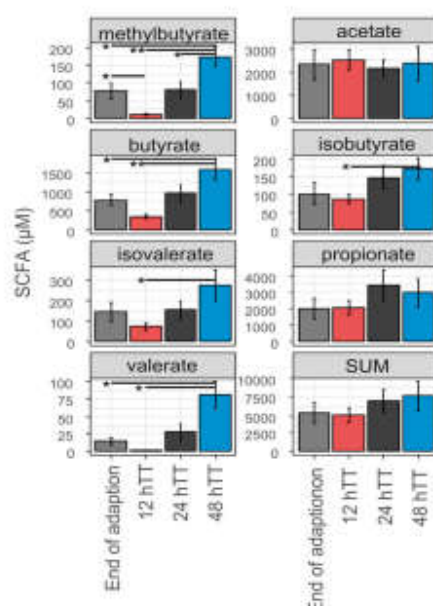 methylbutyrate
200
150
100
50
0
*
**
*
*
butyrate
1500
1000
500
0
*
**
isovalerate
300
200
100
0
*
valerate
100
75
50
25
0
*
*
End of adaption
12 hTT
24 hTT
48 hTT
SCFA (µM)
acetate
3000
2000
1000
0
isobutyrate
200
150
100
50
0
*
propionate
4000
3000
2000
1000
0
SUM
10000
7500
5000
2500
0
End of adaptionon
12 hTT
24 hTT
48 hTT